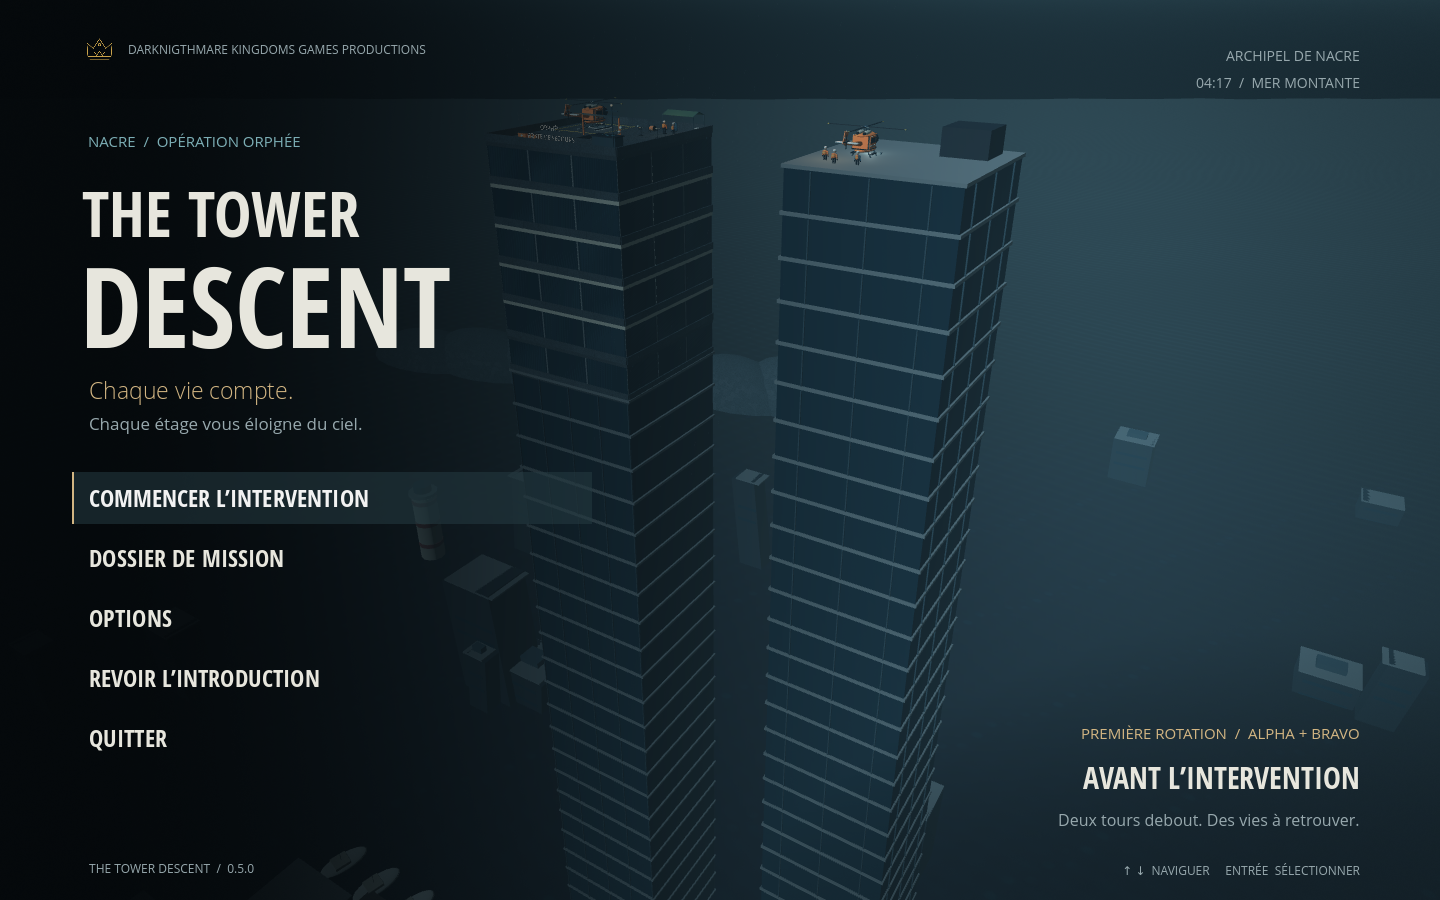 DARKNIGTHMARE KINGDOMS GAMES PRODUCTIONS
ARCHIPEL DE NACRE
04:17 / MER MONTANTE
NACRE / OPÉRATION ORPHÉE
THE TOWER
DESCENT
Chaque vie compte.
Chaque étage vous éloigne du ciel.
COMMENCER L’INTERVENTION
DOSSIER DE MISSION
OPTIONS
REVOIR L’INTRODUCTION
QUITTER
PREMIÈRE ROTATION / ALPHA + BRAVO
AVANT L’INTERVENTION
Deux tours debout. Des vies à retrouver.
THE TOWER DESCENT / 0.5.0
↑ ↓ NAVIGUER ENTRÉE SÉLECTIONNER